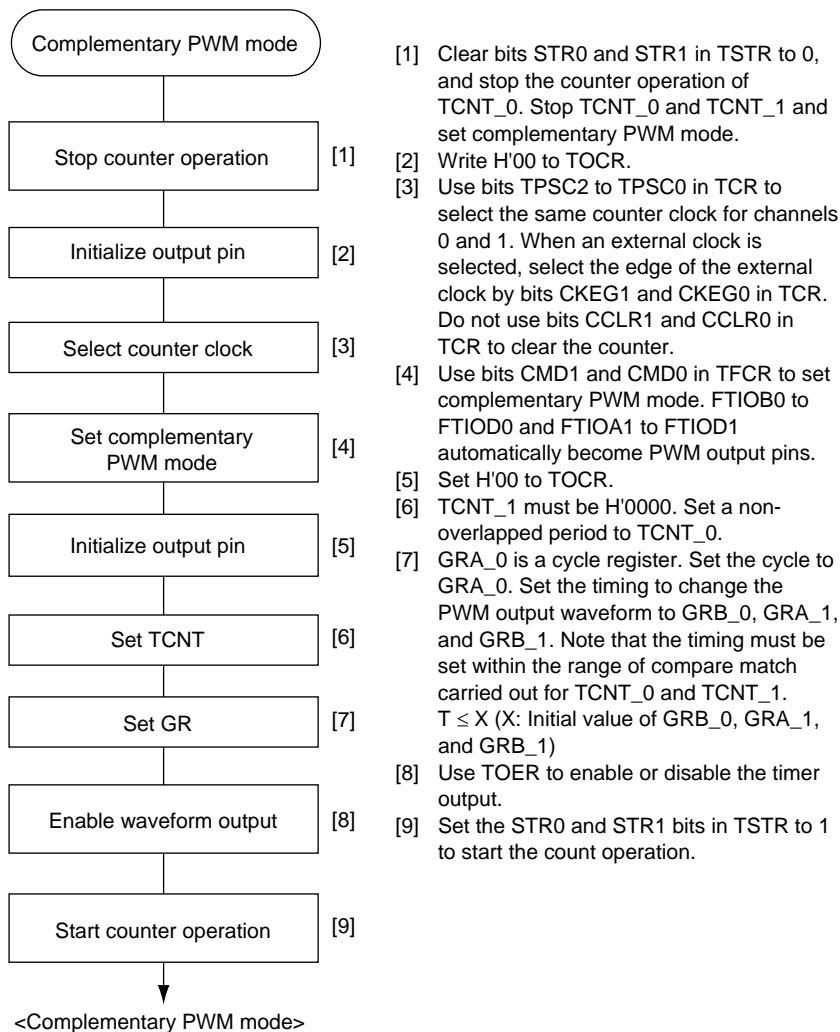 Complementary PWM mode
Stop counter operation
[1]
Initialize output pin
[2]
Select counter clock
[3]
Set complementary
PWM mode
[4]
Initialize output pin
[5]
Set TCNT
[6]
Set GR
[7]
Enable waveform output
[8]
Start counter operation
[9]
<Complementary PWM mode>
[1] Clear bits STR0 and STR1 in TSTR to 0,
and stop the counter operation of
TCNT_0. Stop TCNT_0 and TCNT_1 and
set complementary PWM mode.
[2] Write H'00 to TOCR.
[3] Use bits TPSC2 to TPSC0 in TCR to
select the same counter clock for channels
0 and 1. When an external clock is
selected, select the edge of the external
clock by bits CKEG1 and CKEG0 in TCR.
Do not use bits CCLR1 and CCLR0 in
TCR to clear the counter.
[4] Use bits CMD1 and CMD0 in TFCR to set
complementary PWM mode. FTIOB0 to
FTIOD0 and FTIOA1 to FTIOD1
automatically become PWM output pins.
[5] Set H'00 to TOCR.
[6] TCNT_1 must be H'0000. Set a non-
overlapped period to TCNT_0.
[7] GRA_0 is a cycle register. Set the cycle to
GRA_0. Set the timing to change the
PWM output waveform to GRB_0, GRA_1,
and GRB_1. Note that the timing must be
set within the range of compare match
carried out for TCNT_0 and TCNT_1.
T ≤ X (X: Initial value of GRB_0, GRA_1,
and GRB_1)
[8] Use TOER to enable or disable the timer
output.
[9] Set the STR0 and STR1 bits in TSTR to 1
to start the count operation.